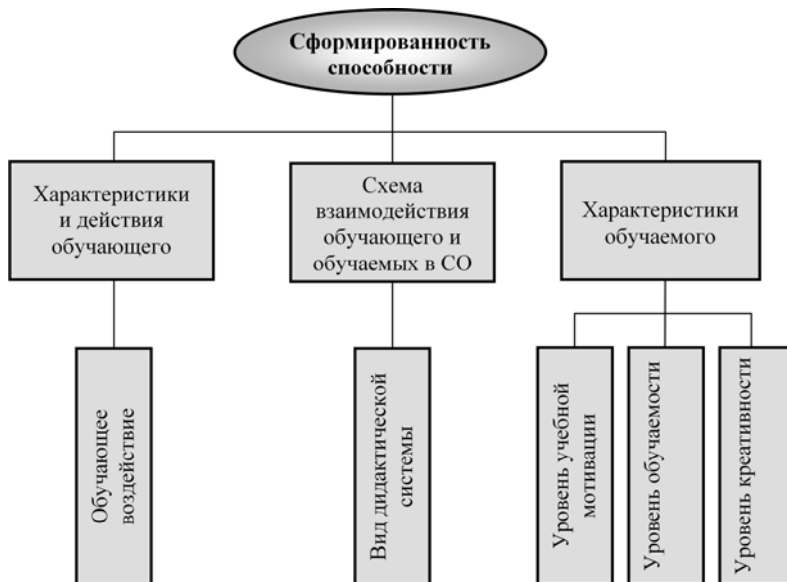 Сформированность
способности
Характеристики
и действия
обучающего
Схема
взаимодействия
обучающего и
обучаемых в СО
Характеристики
обучаемого
Обучающее
воздействие
Вид дидактической
системы
Уровень учебной
мотивации
Уровень обучаемости
Уровень креативности